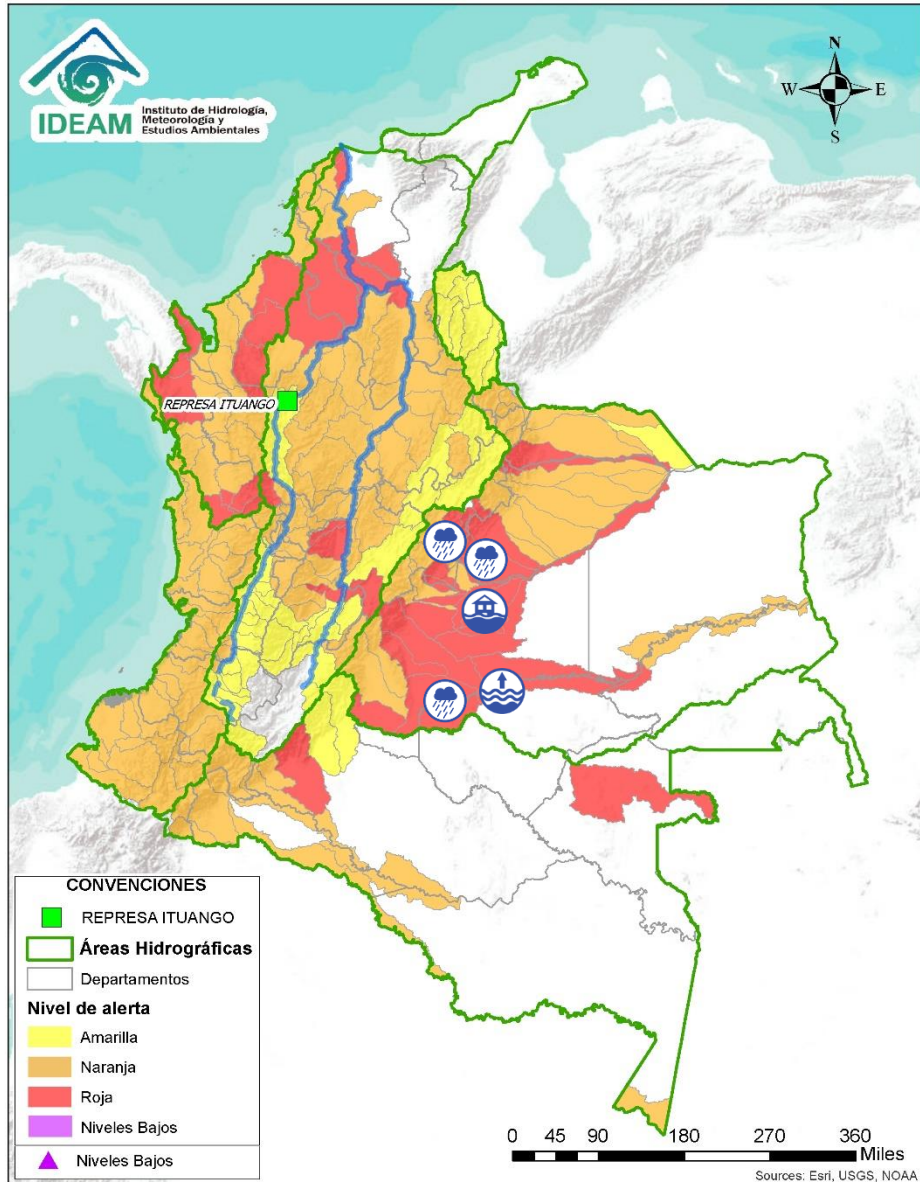 IDEAM
Instituto de Hidrología,
Meteorología y
Estudios Ambientales
N
W E
S
REPRESA ITUANGO
CONVENCIONES
REPRESA ITUANGO
Áreas Hidrográficas
Departamentos
Nivel de alerta
Amarilla
Naranja
Roja
Niveles Bajos
Niveles Bajos
0 45 90 180 270 360
Miles
Sources: Esri, USGS, NOAA